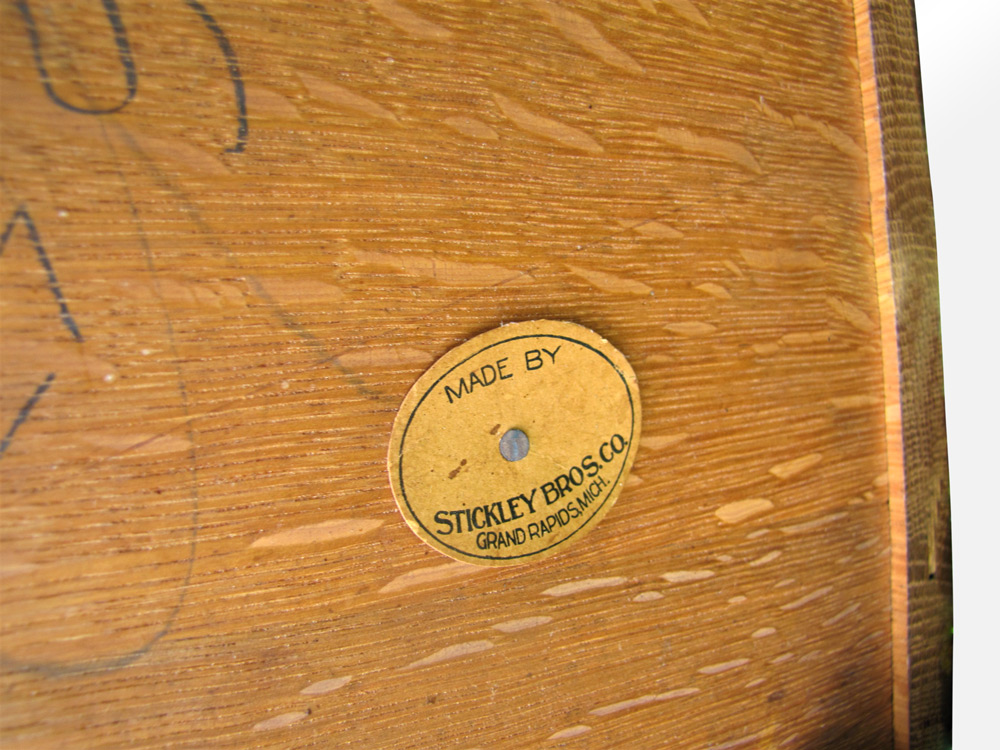 MADE BY
STICKLEY BROS. CO.
GRAND RAPIDS, MICH.